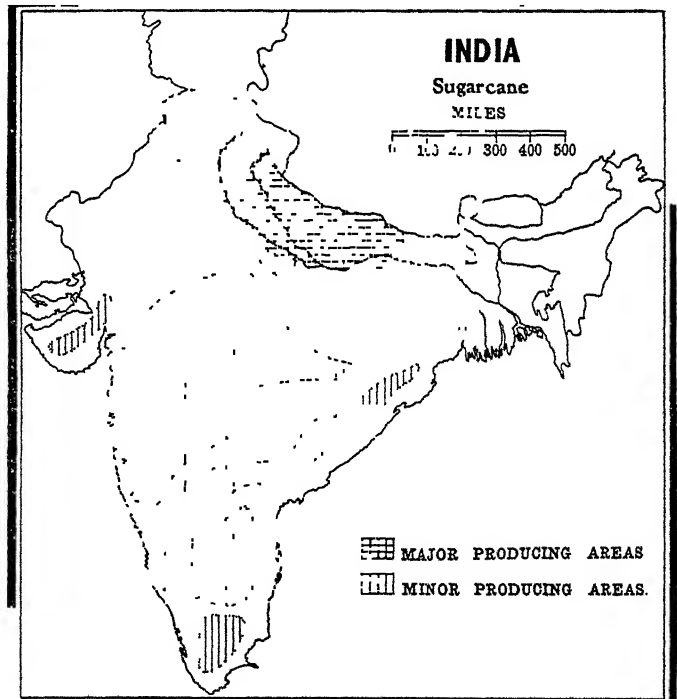 INDIA
Sugarcane
MILES
300 400 500
MAJOR PRODUCING AREAS
MINOR PRODUCING AREAS.